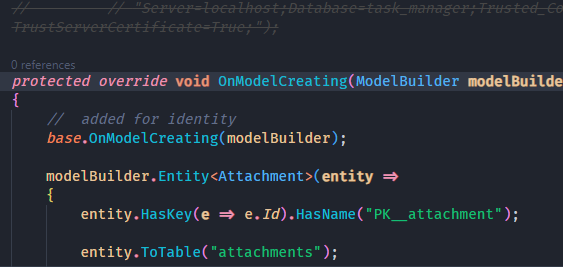 //         // "Server=localhost;Database=task_manager;Trusted_Co
TrustServerCertificate=True;");
0 references
protected override void OnModelCreating(ModelBuilder modelBuilde
{
//  added for identity
base.OnModelCreating(modelBuilder);
modelBuilder.Entity<Attachment>(entity =>
{
entity.HasKey(e => e.Id).HasName("PK__attachment");
entity.ToTable("attachments");